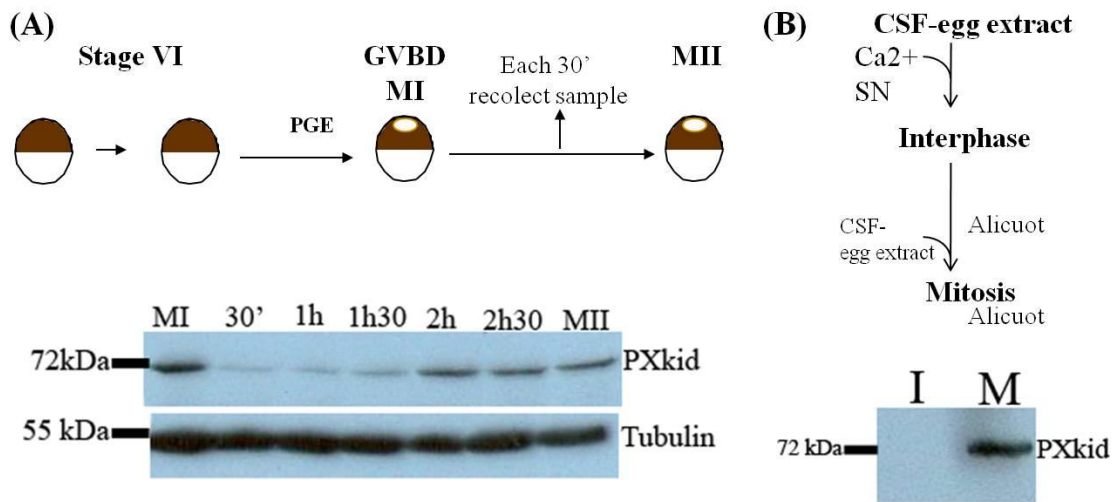 (A)
Stage VI
GVBD
MI
Each 30’
recolect sample
MII
PGE
MI 30’ 1h 1h30 2h 2h30 MII
72kDa PXkid
55 kDa Tubulin
(B)
CSF-egg extract
Ca2+
SN
Interphase
CSF-
egg extract
Alicuot
Mitosis
Alicuot
I M
72 kDa PXkid